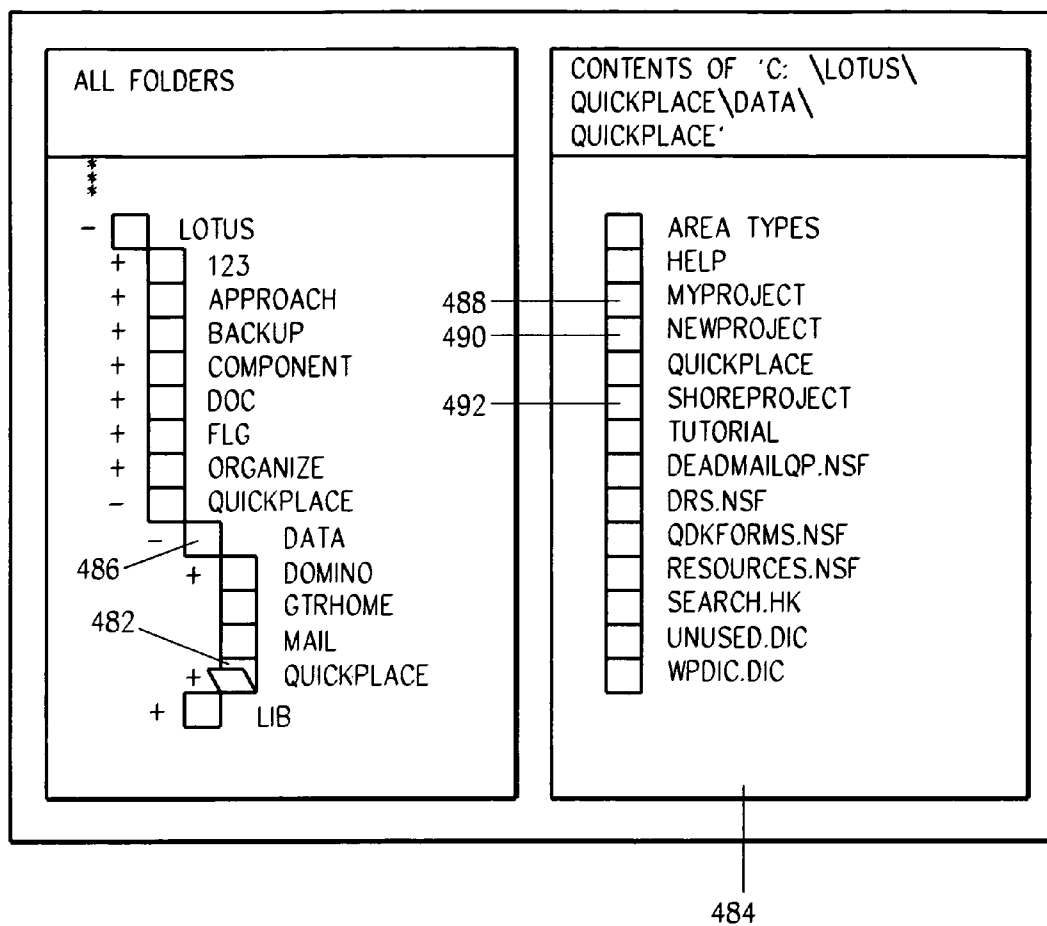 ALL FOLDERS
***
- LOTUS
+ 123
+ APPROACH
+ BACKUP
+ COMPONENT
+ DOC
+ FLG
+ ORGANIZE
- QUICKPLACE
- DATA
486
+ DOMINO
GTRHOME
482
MAIL
+ QUICKPLACE
+ LIB
CONTENTS OF 'C: \LOTUS\
QUICKPLACE\DATA\
QUICKPLACE'
AREA TYPES
HELP
488 MYPROJECT
490 NEWPROJECT
QUICKPLACE
492 SHOREPROJECT
TUTORIAL
DEADMAILQP.NSF
DRS.NSF
QDKFORMS.NSF
RESOURCES.NSF
SEARCH.HK
UNUSED.DIC
WPDIC.DIC
484